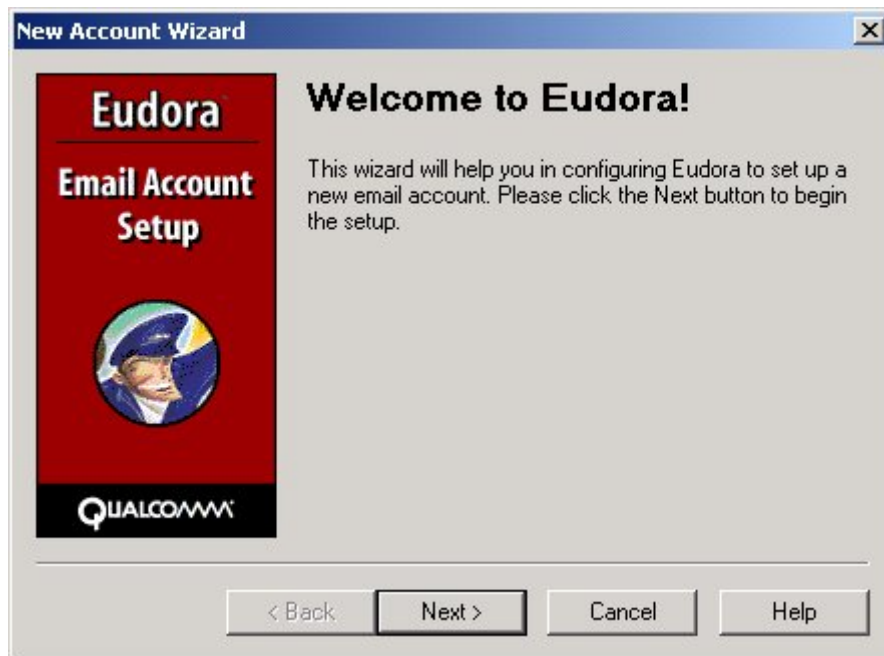 New Account Wizard
Eudora
Email Account
Setup
QUALCOMM
Welcome to Eudora!
This wizard will help you in configuring Eudora to set up a
new email account. Please click the Next button to begin
the setup.
< Back
Next >
Cancel
Help